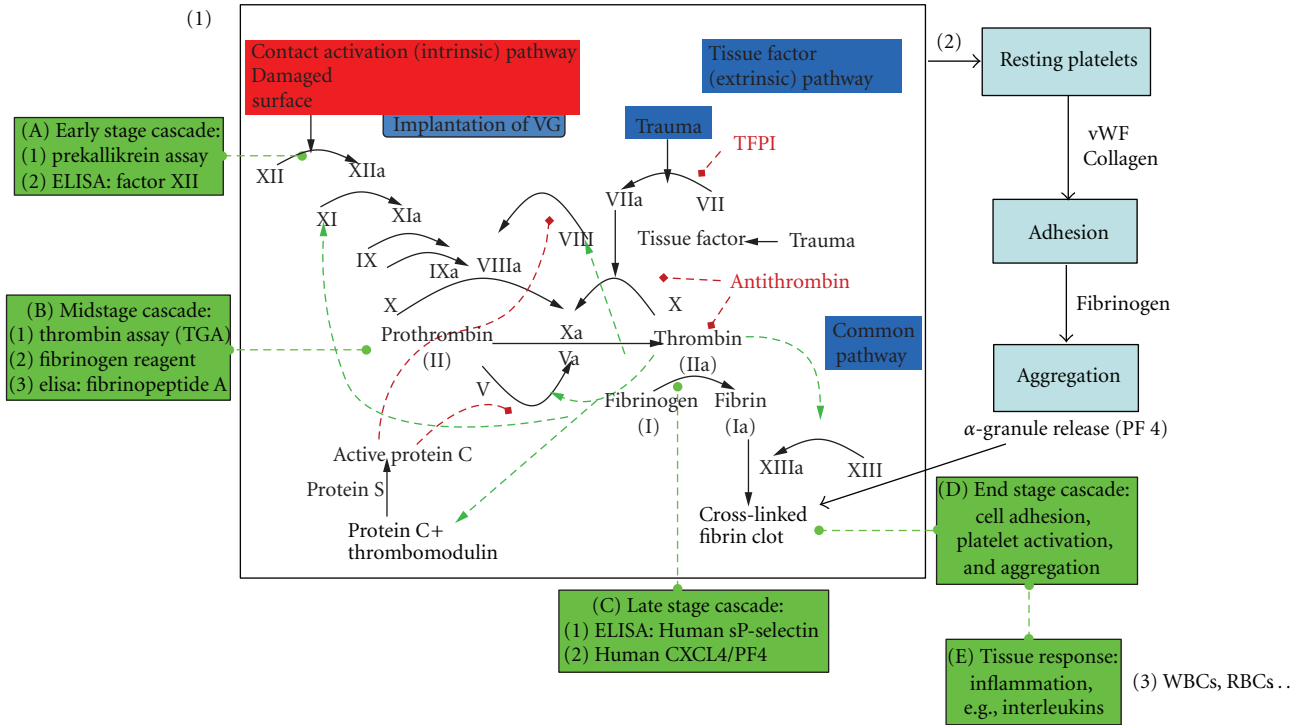 (1)
Contact activation (intrinsic) pathway
Damaged
surface
Implantation of VG
Tissue factor
(extrinsic) pathway
Trauma
TFPI
(2)
Resting platelets
vWF
Collagen
Adhesion
Fibrinogen
Aggregation
α-granule release (PF 4)
(A) Early stage cascade:
(1) prekallikrein assay
(2) ELISA: factor XII
XII
XIIa
XI
XIa
VIIa
VII
VIII
Tissue factor
Trauma
IX
IXa
VIIIa
Antithrombin
X
X
(B) Midstage cascade:
(1) thrombin assay (TGA)
(2) fibrinogen reagent
(3) elisa: fibrinopeptide A
Prothrombin
(II)
Xa
Va
Thrombin
(IIa)
Common
pathway
V
Fibrinogen
(I)
Fibrin
(Ia)
Active protein C
XIIIa
XIII
Protein S
Protein C+
thrombomodulin
Cross-linked
fibrin clot
(D) End stage cascade:
cell adhesion,
platelet activation,
and aggregation
(C) Late stage cascade:
(1) ELISA: Human sP-selectin
(2) Human CXCL4/PF4
(E) Tissue response:
inflammation,
e.g., interleukins
(3) WBCs, RBCs...